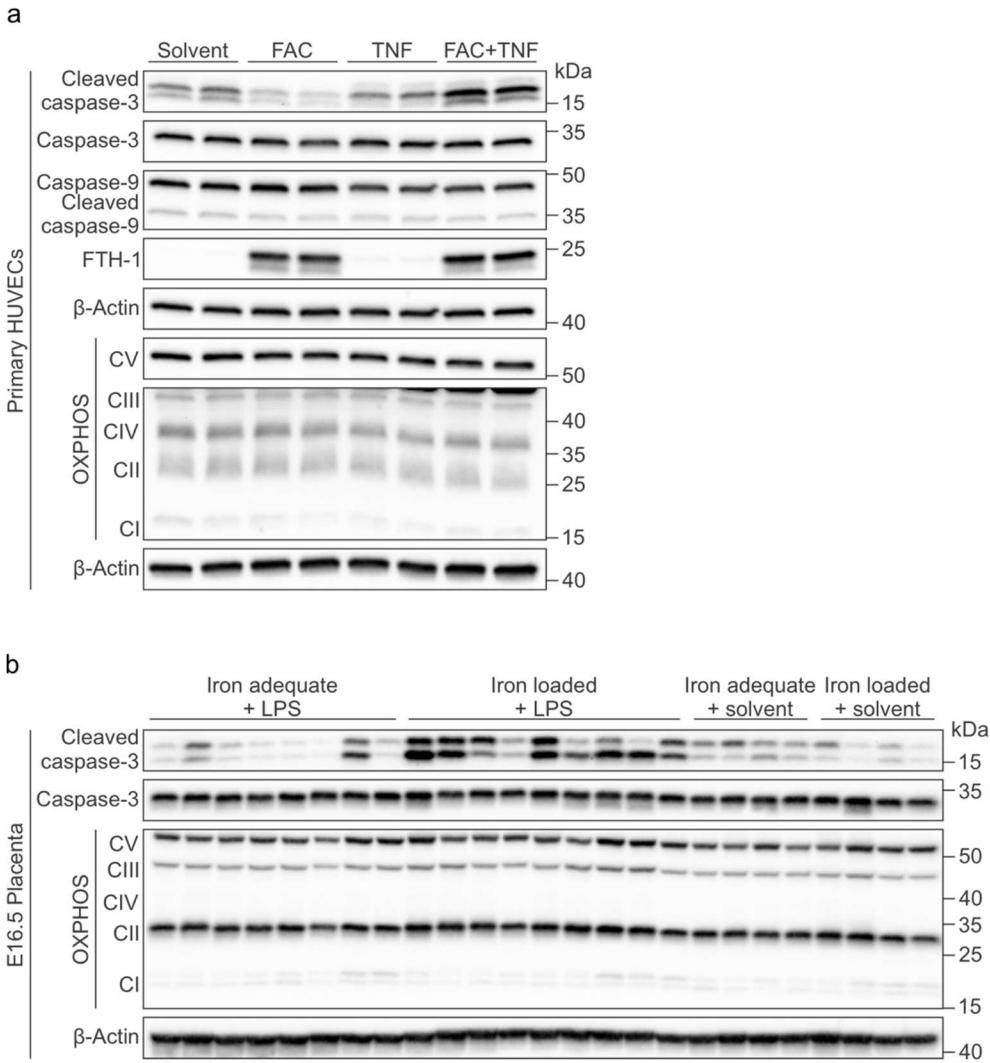 a
Solvent FAC TNF FAC+TNF
kDa
Primary HUVECs
Cleaved
caspase-3
15
Caspase-3
35
Caspase-9
50
Cleaved
caspase-9
35
FTH-1
25
β-Actin
40
OXPHOS
CV
50
CIII
40
CIV
35
CII
25
CI
15
β-Actin
40
b
Iron adequate
+ LPS
Iron loaded
+ LPS
Iron adequate
+ solvent
Iron loaded
+ solvent
kDa
E16.5 Placenta
Cleaved
caspase-3
15
Caspase-3
35
OXPHOS
CV
50
CIII
CIV
40
35
CII
25
CI
15
β-Actin
40